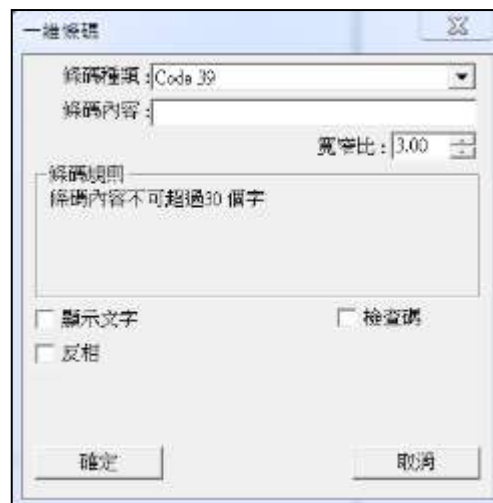 一維條碼
條碼種類:Code 39
條碼內容:
寬窄比:3.00
條碼規則
條碼內容不可超過30 個字
顯示文字
檢查碼
反相
確定
取消